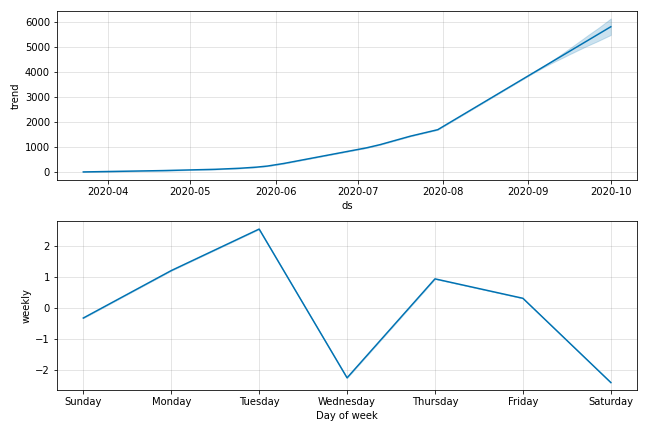 6000
5000
4000
3000
2000
1000
0
trend
2020-04 2020-05 2020-06 2020-07 2020-08 2020-09 2020-10
ds
2
1
0
−1
−2
weekly
Sunday Monday Tuesday Wednesday Thursday Friday Saturday
Day of week